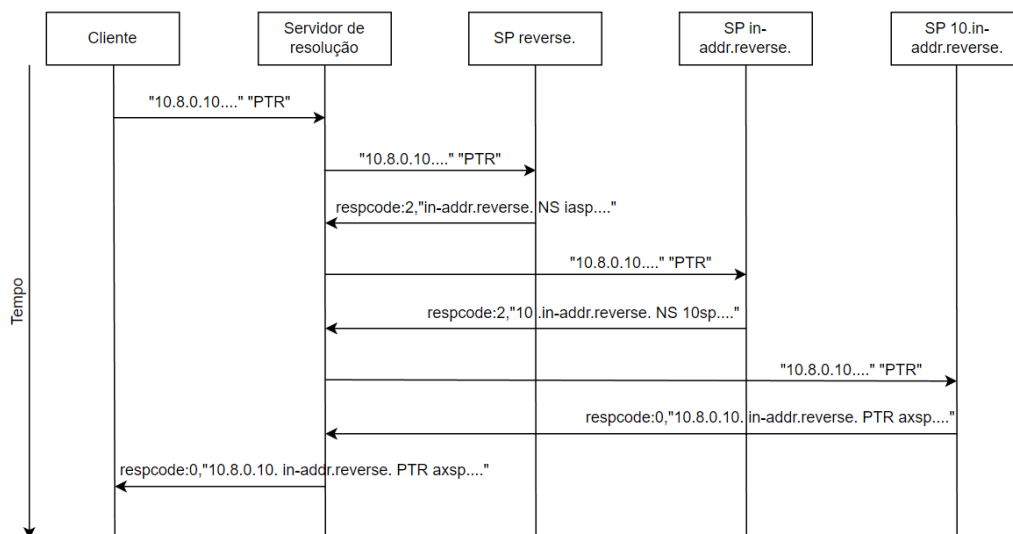 Cliente
Servidor de
resolução
SP reverse.
SP in-
addr.reverse.
SP 10.in-
addr.reverse.
"10.8.0.10...." "PTR"
"10.8.0.10...." "PTR"
respcode:2,"in-addr.reverse. NS iasp...."
"10.8.0.10...." "PTR"
respcode:2,"10 .in-addr.reverse. NS 10sp...."
Tempo
"10.8.0.10...." "PTR"
respcode:0,"10.8.0.10. in-addr.reverse. PTR axsp...."
respcode:0,"10.8.0.10. in-addr.reverse. PTR axsp...."